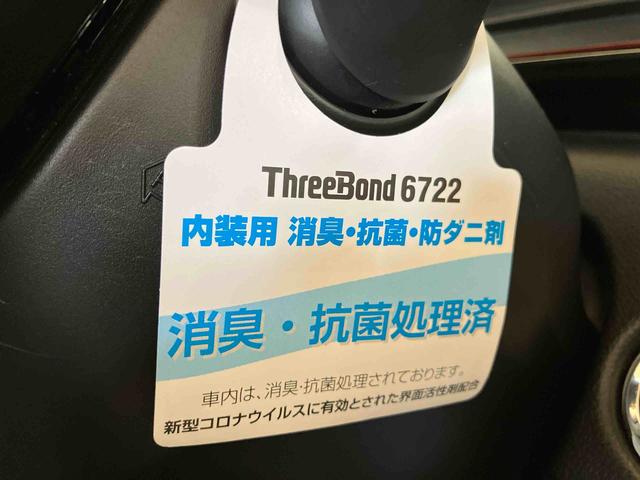 ThreeBond 6722
内装用 消臭・抗菌・防ダニ剤
消臭・抗菌処理済
車内は、消臭・抗菌処理されております。
新型コロナウイルスに有効とされた界面活性剤配合